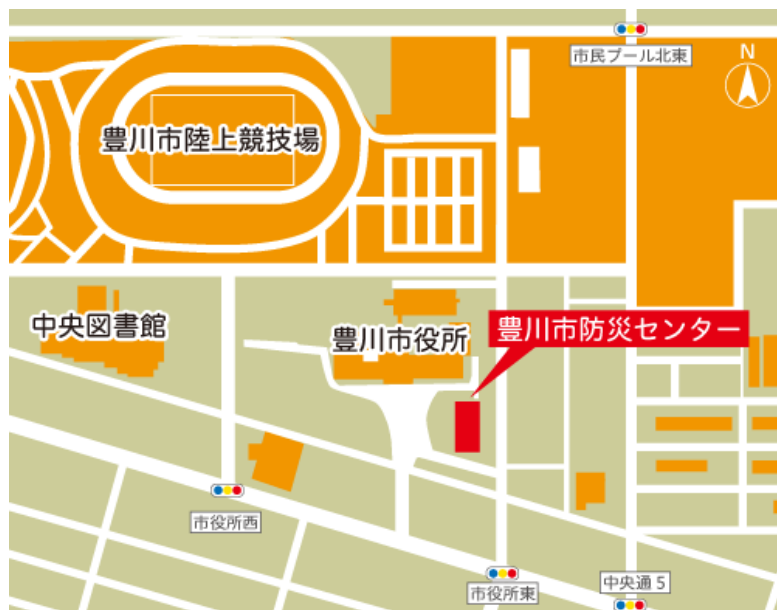 市民プール北東
N
豊川市陸上競技場
中央図書館
豊川市役所
豊川市防災センター
市役所西
市役所東
中央通5